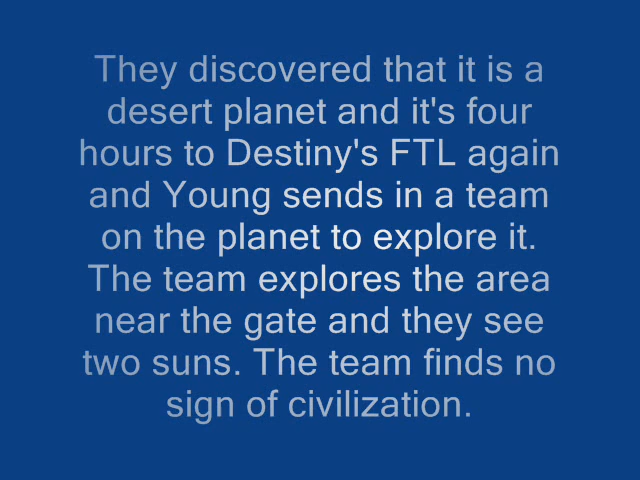 They discovered that it is a
desert planet and it's four
hours to Destiny's FTL again
and Young sends in a team
on the planet to explore it.
The team explores the area
near the gate and they see
two suns. The team finds no
sign of civilization.